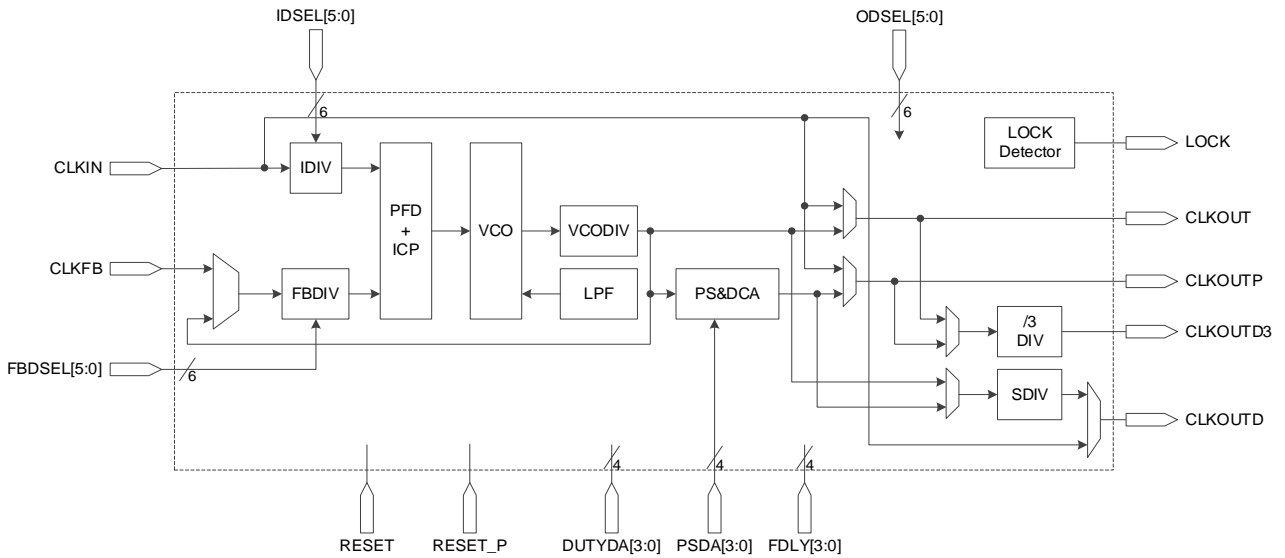 IDSEL[5:0]
ODSEL[5:0]
6
6
CLKIN
IDIV
LOCK
Detector
LOCK
PFD
+
ICP
VCO
VCODIV
CLKOUT
CLKFB
FBDIV
LPF
PS&DCA
CLKOUTP
/3
DIV
CLKOUTD3
FBDSEL[5:0]
6
SDIV
CLKOUTD
4
4
4
RESET
RESET_P
DUTYDA[3:0]
PSDA[3:0]
FDLY[3:0]